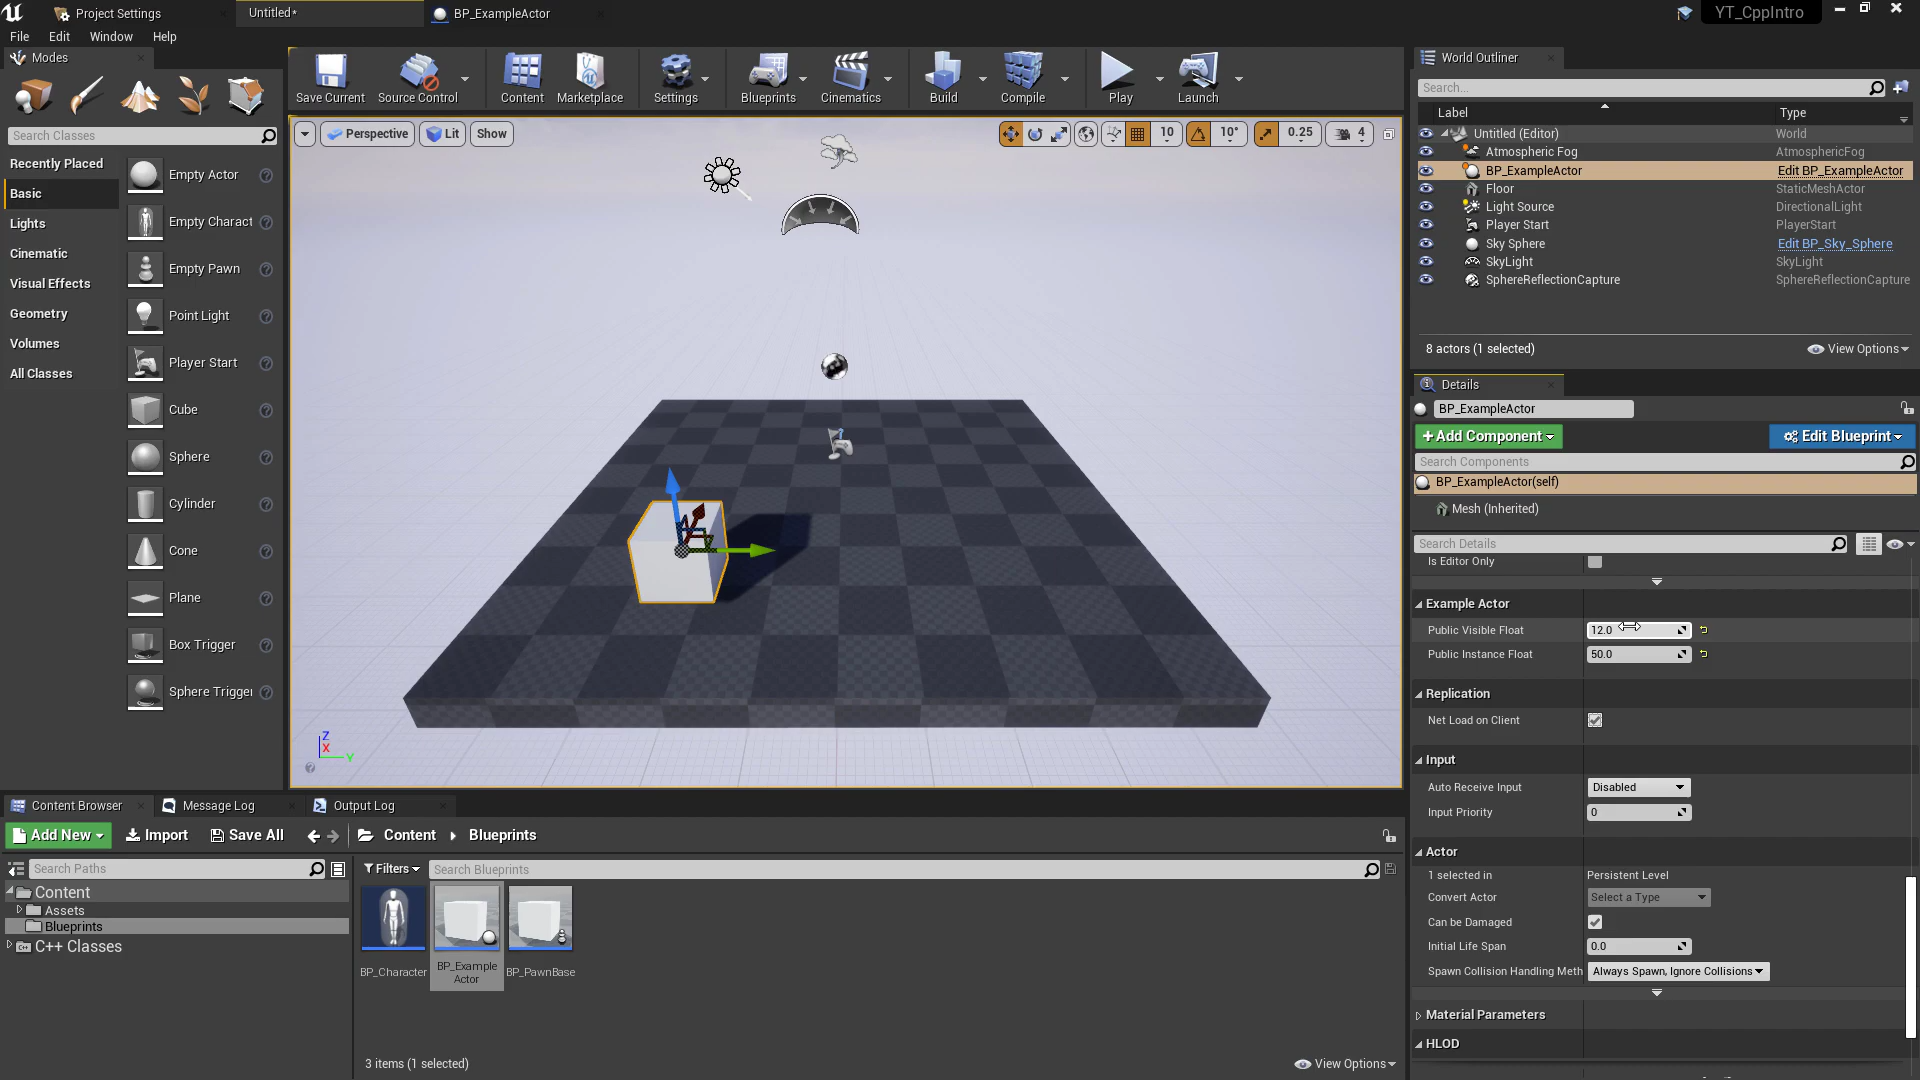 Project Settings
Untitled*
BP_ExampleActor
YT_CppIntro
File Edit Window Help
Modes
Search Classes
Recently Placed
Basic
Lights
Cinematic
Visual Effects
Geometry
Volumes
All Classes
Empty Actor
Empty Charact
Empty Pawn
Point Light
Player Start
Cube
Sphere
Cylinder
Cone
Plane
Box Trigger
Sphere Trigger
Save Current
Source Control
Content
Marketplace
Settings
Blueprints
Cinematics
Build
Compile
Play
Launch
Perspective
Lit
Show
10
10°
0.25
4
Z
X
Y
World Outliner
Search...
Label Type
Untitled (Editor) World
Atmospheric Fog AtmosphericFog
BP_ExampleActor Edit BP_ExampleActor
Floor StaticMeshActor
Light Source DirectionalLight
Player Start PlayerStart
Sky Sphere Edit BP_Sky_Sphere
SkyLight SkyLight
SphereReflectionCapture SphereReflectionCapture
8 actors (1 selected)
View Options
Details
BP_ExampleActor
+Add Component
Edit Blueprint
Search Components
BP_ExampleActor(self)
Mesh (Inherited)
Search Details
Is Editor Only
Example Actor
Public Visible Float 12.0
Public Instance Float 50.0
Replication
Net Load on Client
Input
Auto Receive Input Disabled
Input Priority 0
Actor
1 selected in Persistent Level
Convert Actor Select a Type
Can be Damaged
Initial Life Span 0.0
Spawn Collision Handling Meth Always Spawn, Ignore Collisions
Material Parameters
HLOD
Content Browser
Message Log
Output Log
Add New
Import
Save All
Content
Blueprints
Search Paths
Content
Assets
Blueprints
C++ Classes
Filters
Search Blueprints
BP_Character
BP_Example
Actor
BP_PawnBase
3 items (1 selected)
View Options